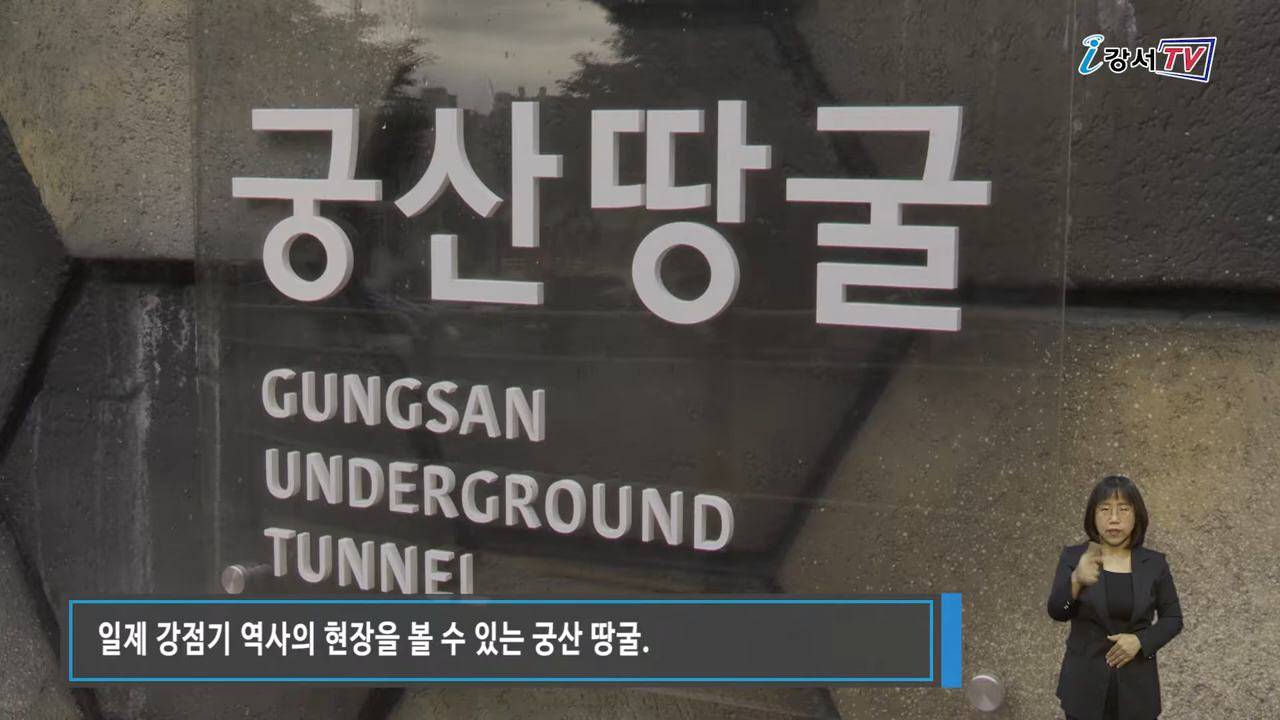 i강서TV
궁산땅굴
GUNGSAN
UNDERGROUND
TUNNEL
일제 강점기 역사의 현장을 볼 수 있는 궁산 땅굴.